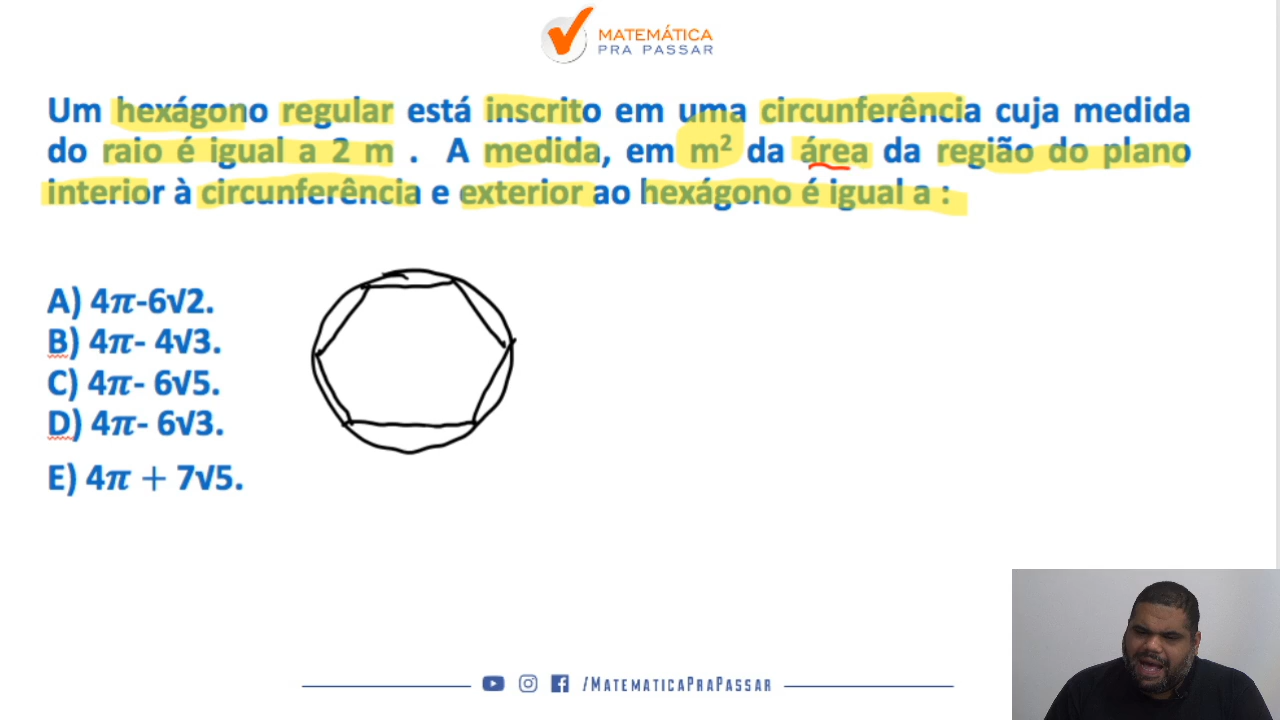 MATEMÁTICA
PRA PASSAR
Um hexágono regular está inscrito em uma circunferência cuja medida
do raio é igual a 2 m . A medida, em m² da área da região do plano
interior à circunferência e exterior ao hexágono é igual a :
A) 4π-6√2.
B) 4π- 4√3.
C) 4π- 6√5.
D) 4π- 6√3.
E) 4π + 7√5.
/MATEMATICAPRAPASSAR